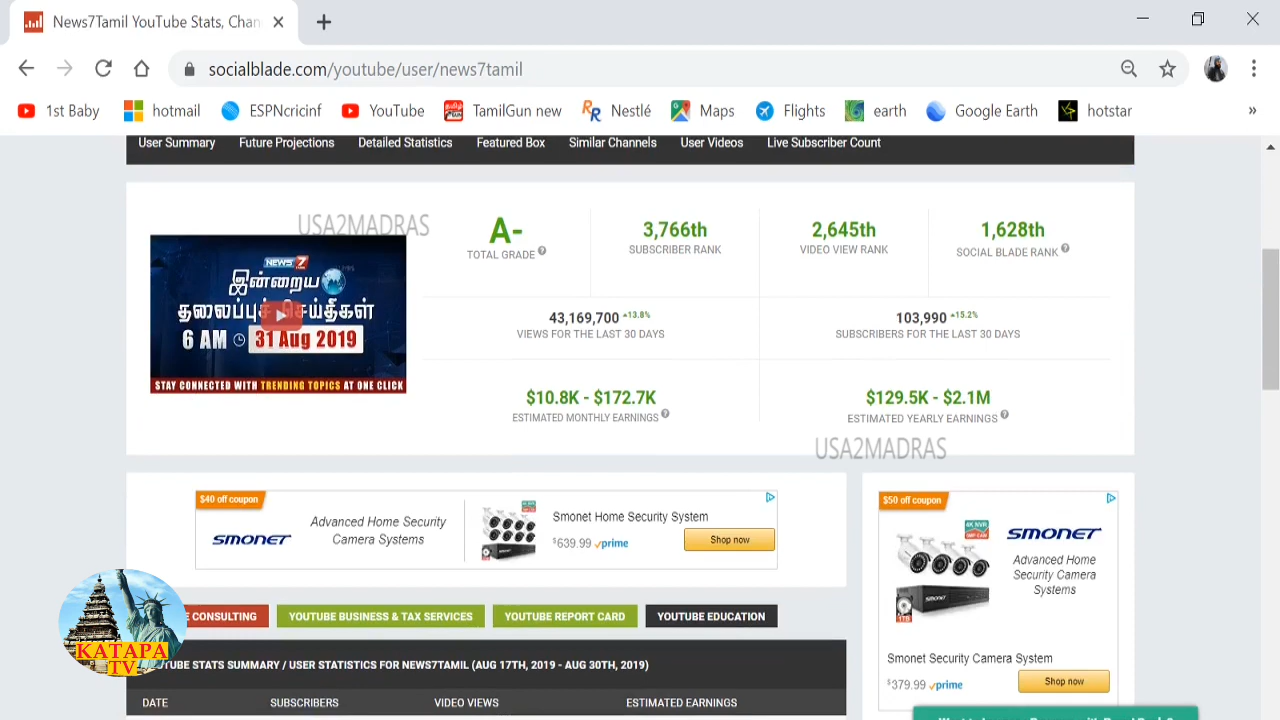 News7Tamil YouTube Stats, Chan
socialblade.com/youtube/user/news7tamil
1st Baby hotmail ESPNcricinf YouTube TamilGun new Nestlé Maps Flights earth Google Earth hotstar »
User Summary Future Projections Detailed Statistics Featured Box Similar Channels User Videos Live Subscriber Count
USA2MADRAS
NEWS 7
இன்றைய
தலைப்புச் செய்திகள்
6 AM 31 Aug 2019
STAY CONNECTED WITH TRENDING TOPICS AT ONE CLICK
A- 3,766th 2,645th 1,628th
TOTAL GRADE SUBSCRIBER RANK VIDEO VIEW RANK SOCIAL BLADE RANK
43,169,700 13.8% 103,990 15.2%
VIEWS FOR THE LAST 30 DAYS SUBSCRIBERS FOR THE LAST 30 DAYS
$10.8K - $172.7K $129.5K - $2.1M
ESTIMATED MONTHLY EARNINGS ESTIMATED YEARLY EARNINGS
USA2MADRAS
$40 off coupon
Advanced Home Security
Camera Systems
SMONET
Smonet Home Security System
$639.99 prime Shop now
$50 off coupon
4K NVR
SMONET
Advanced Home
Security Camera
Systems
1TB
Smonet Security Camera System
$379.99 prime Shop now
E CONSULTING YOUTUBE BUSINESS & TAX SERVICES YOUTUBE REPORT CARD YOUTUBE EDUCATION
KATAPA
TV
TUBE STATS SUMMARY / USER STATISTICS FOR NEWS7TAMIL (AUG 17TH, 2019 - AUG 30TH, 2019)
DATE SUBSCRIBERS VIDEO VIEWS ESTIMATED EARNINGS